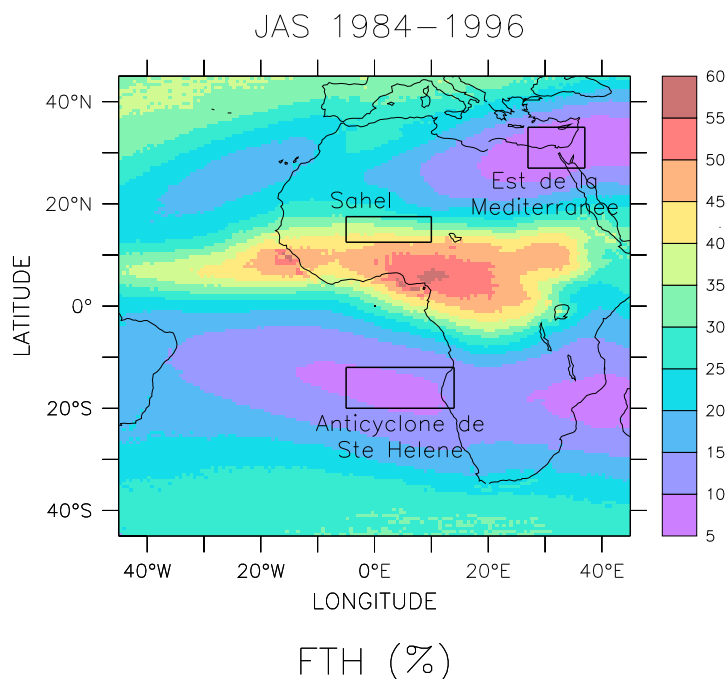 JAS 1984–1996
40°N
20°N
0°
20°S
40°S
LATITUDE
Sahel
Est de la
Mediterranee
Anticyclone de
Ste Helene
40°W
20°W
0°E
20°E
40°E
LONGITUDE
60
55
50
45
40
35
30
25
20
15
10
5
FTH (%)